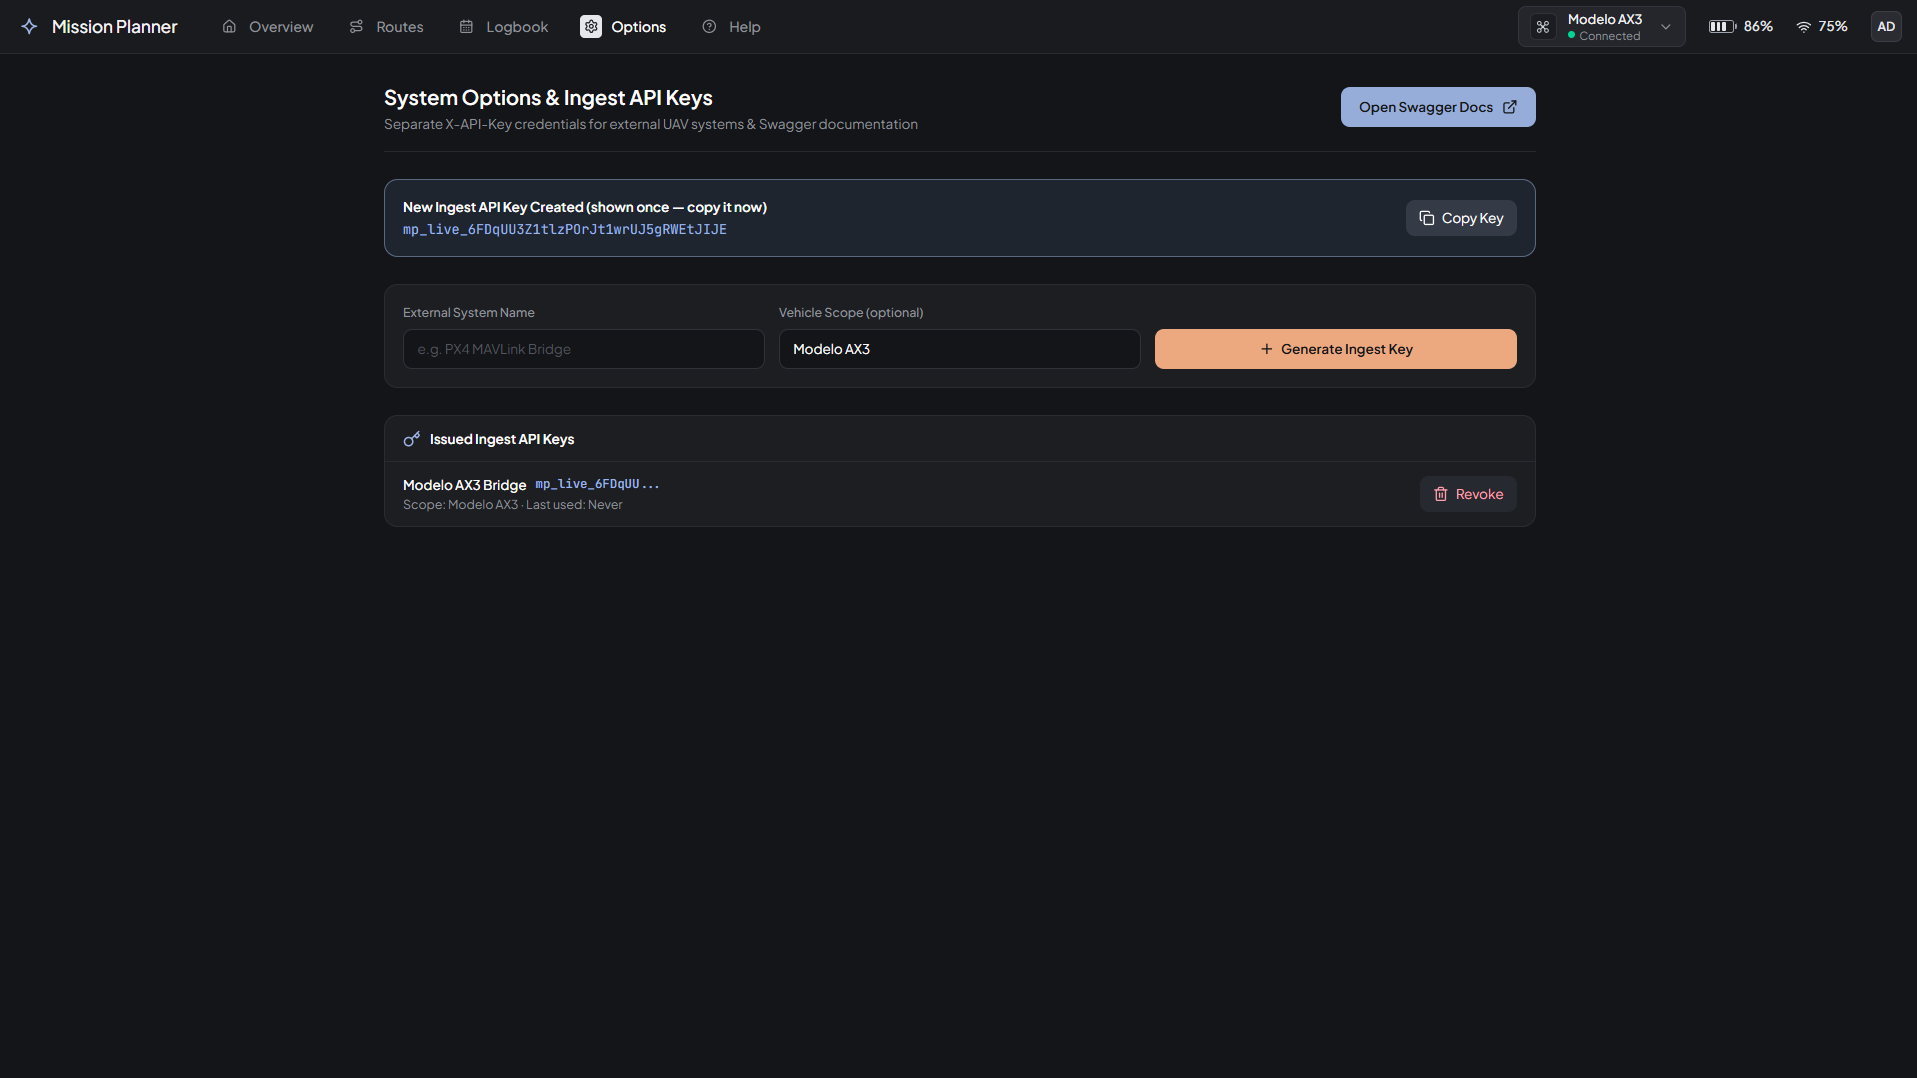 Mission Planner
Overview
Routes
Logbook
Options
Help
Modelo AX3
Connected
86%
75%
AD
System Options & Ingest API Keys
Separate X-API-Key credentials for external UAV systems & Swagger documentation
Open Swagger Docs
New Ingest API Key Created (shown once — copy it now)
mp_live_6FDqUU3Z1tlzPOrJt1wrUJ5gRWEtJIJE
Copy Key
External System Name
Vehicle Scope (optional)
e.g. PX4 MAVLink Bridge
Modelo AX3
Generate Ingest Key
Issued Ingest API Keys
Modelo AX3 Bridge mp_live_6FDqUU...
Scope: Modelo AX3 · Last used: Never
Revoke